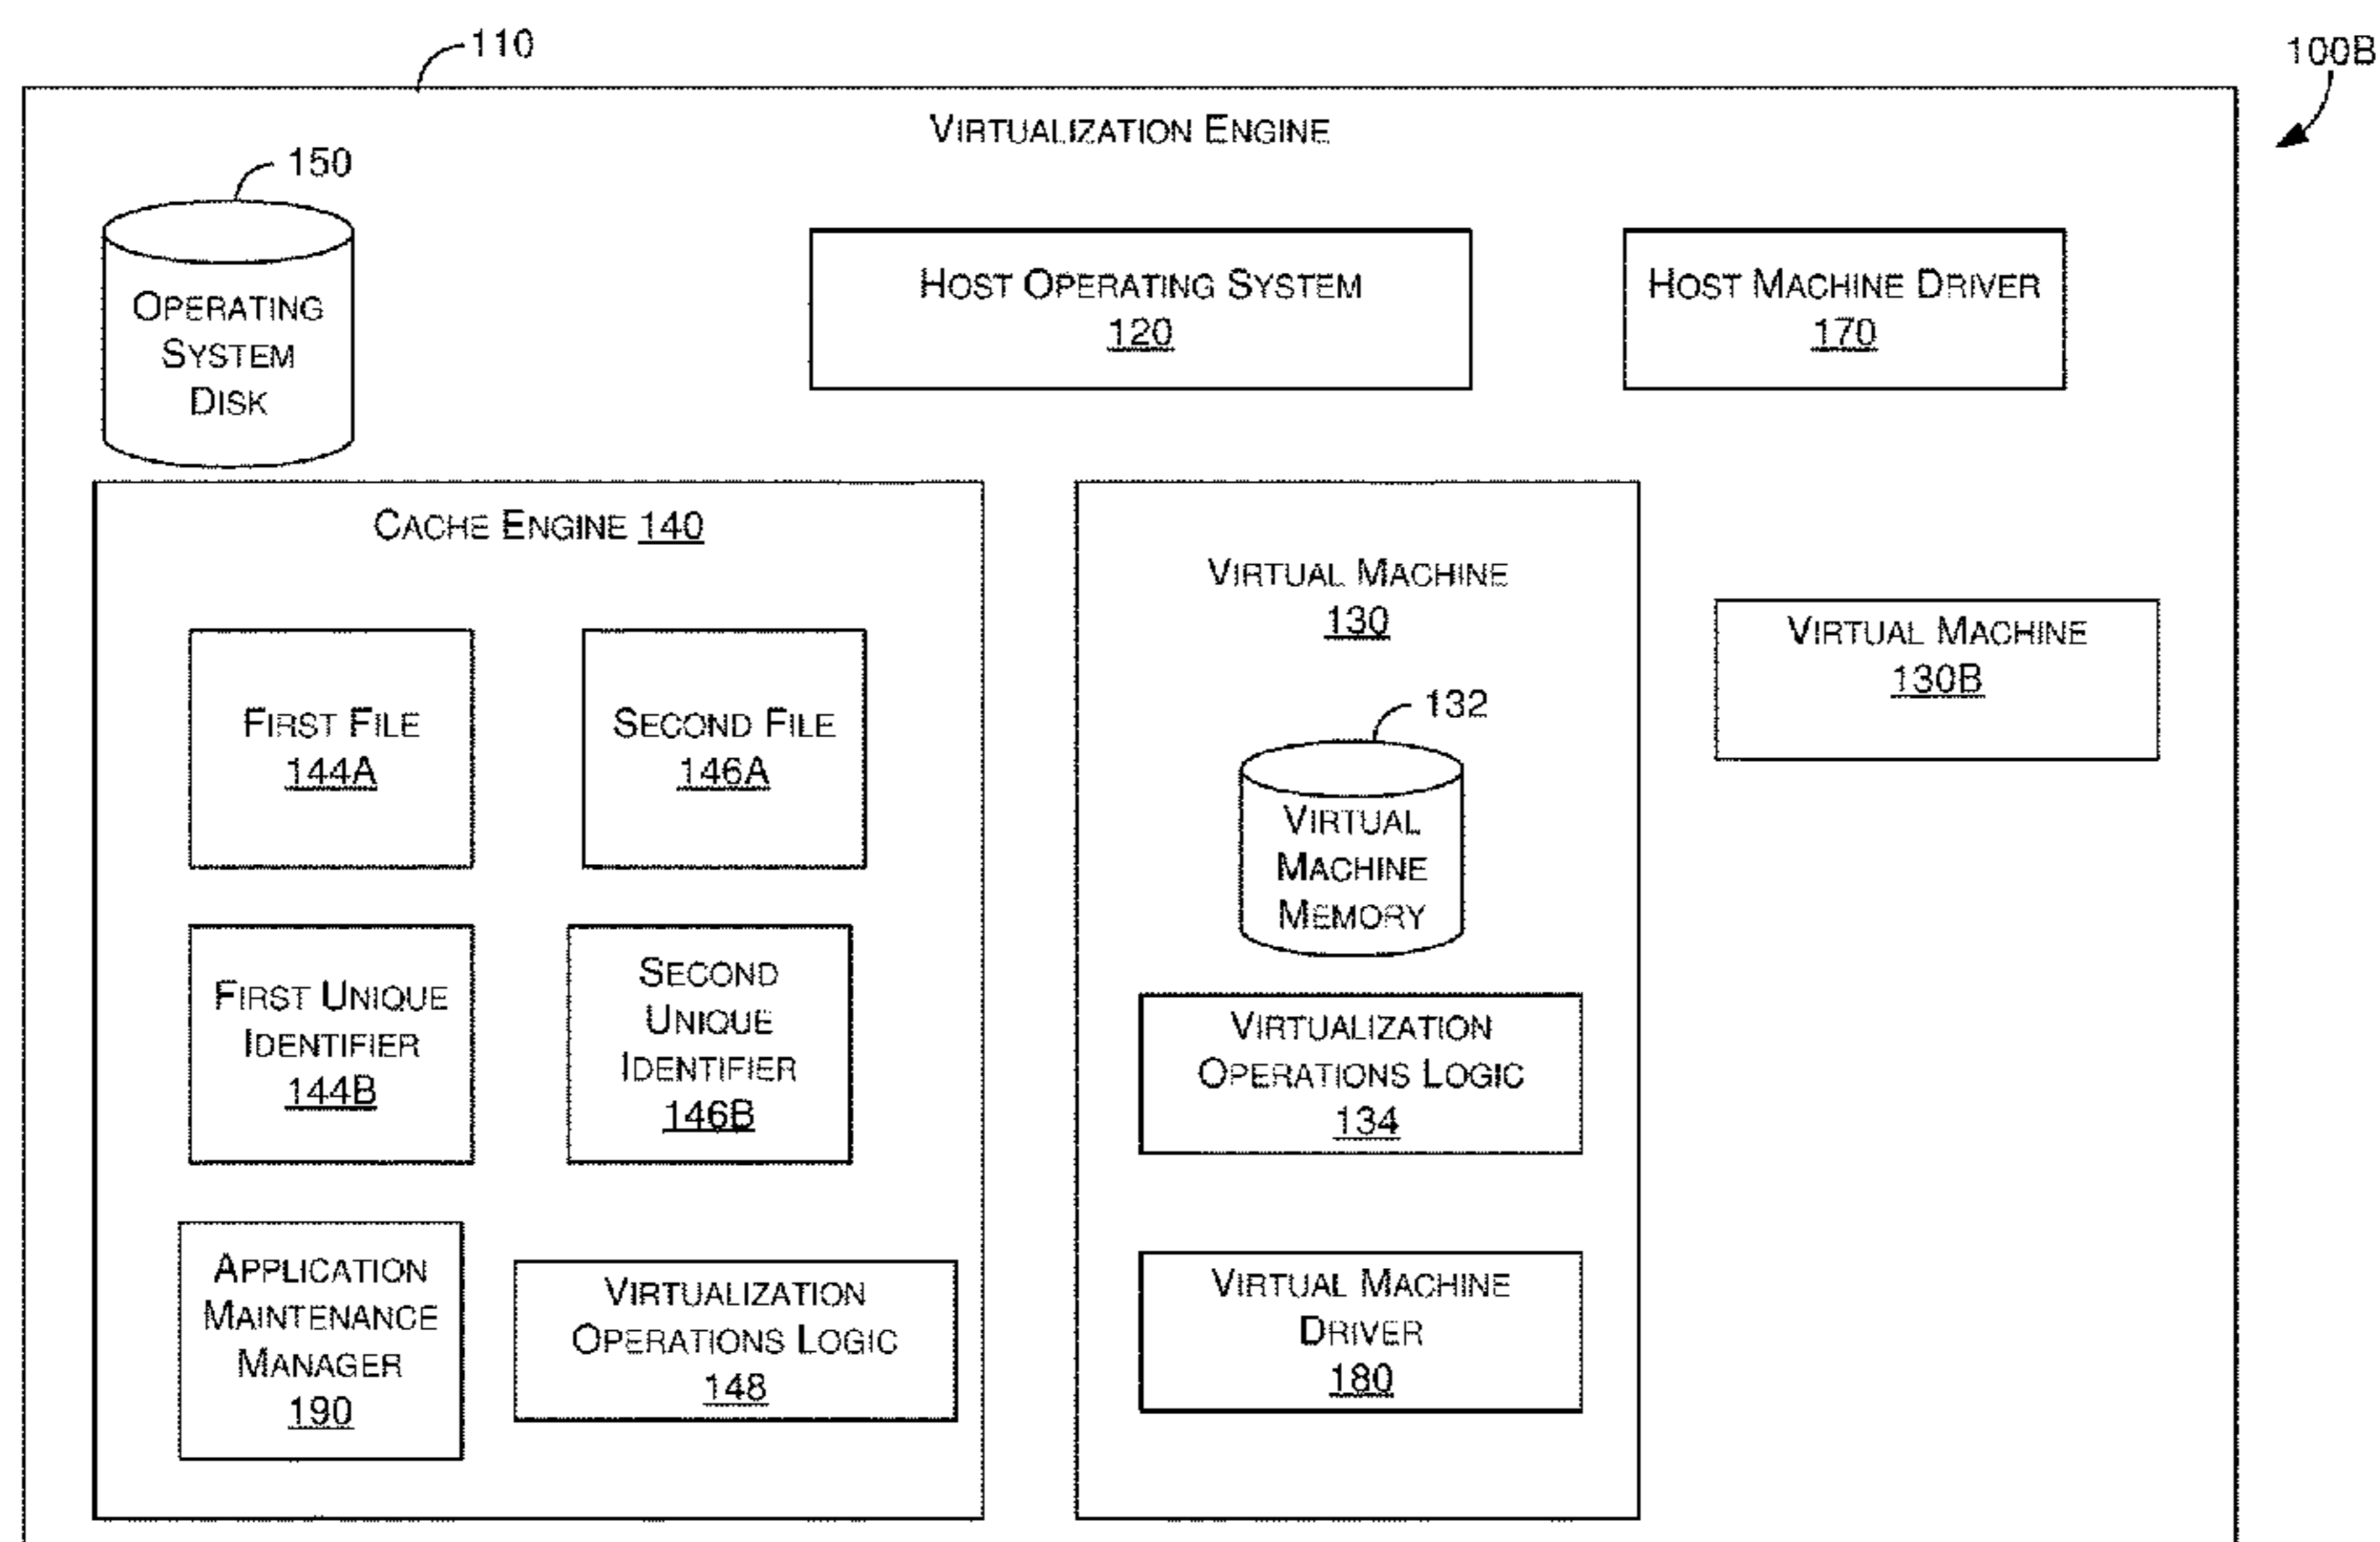 110
100B
VIRTUALIZATION ENGINE
150
OPERATING
SYSTEM
DISK
HOST OPERATING SYSTEM
120
HOST MACHINE DRIVER
170
CACHE ENGINE 140
FIRST FILE
144A
SECOND FILE
146A
FIRST UNIQUE
IDENTIFIER
144B
SECOND
UNIQUE
IDENTIFIER
146B
APPLICATION
MAINTENANCE
MANAGER
190
VIRTUALIZATION
OPERATIONS LOGIC
148
VIRTUAL MACHINE
130
132
VIRTUAL
MACHINE
MEMORY
VIRTUALIZATION
OPERATIONS LOGIC
134
VIRTUAL MACHINE
DRIVER
180
VIRTUAL MACHINE
130B